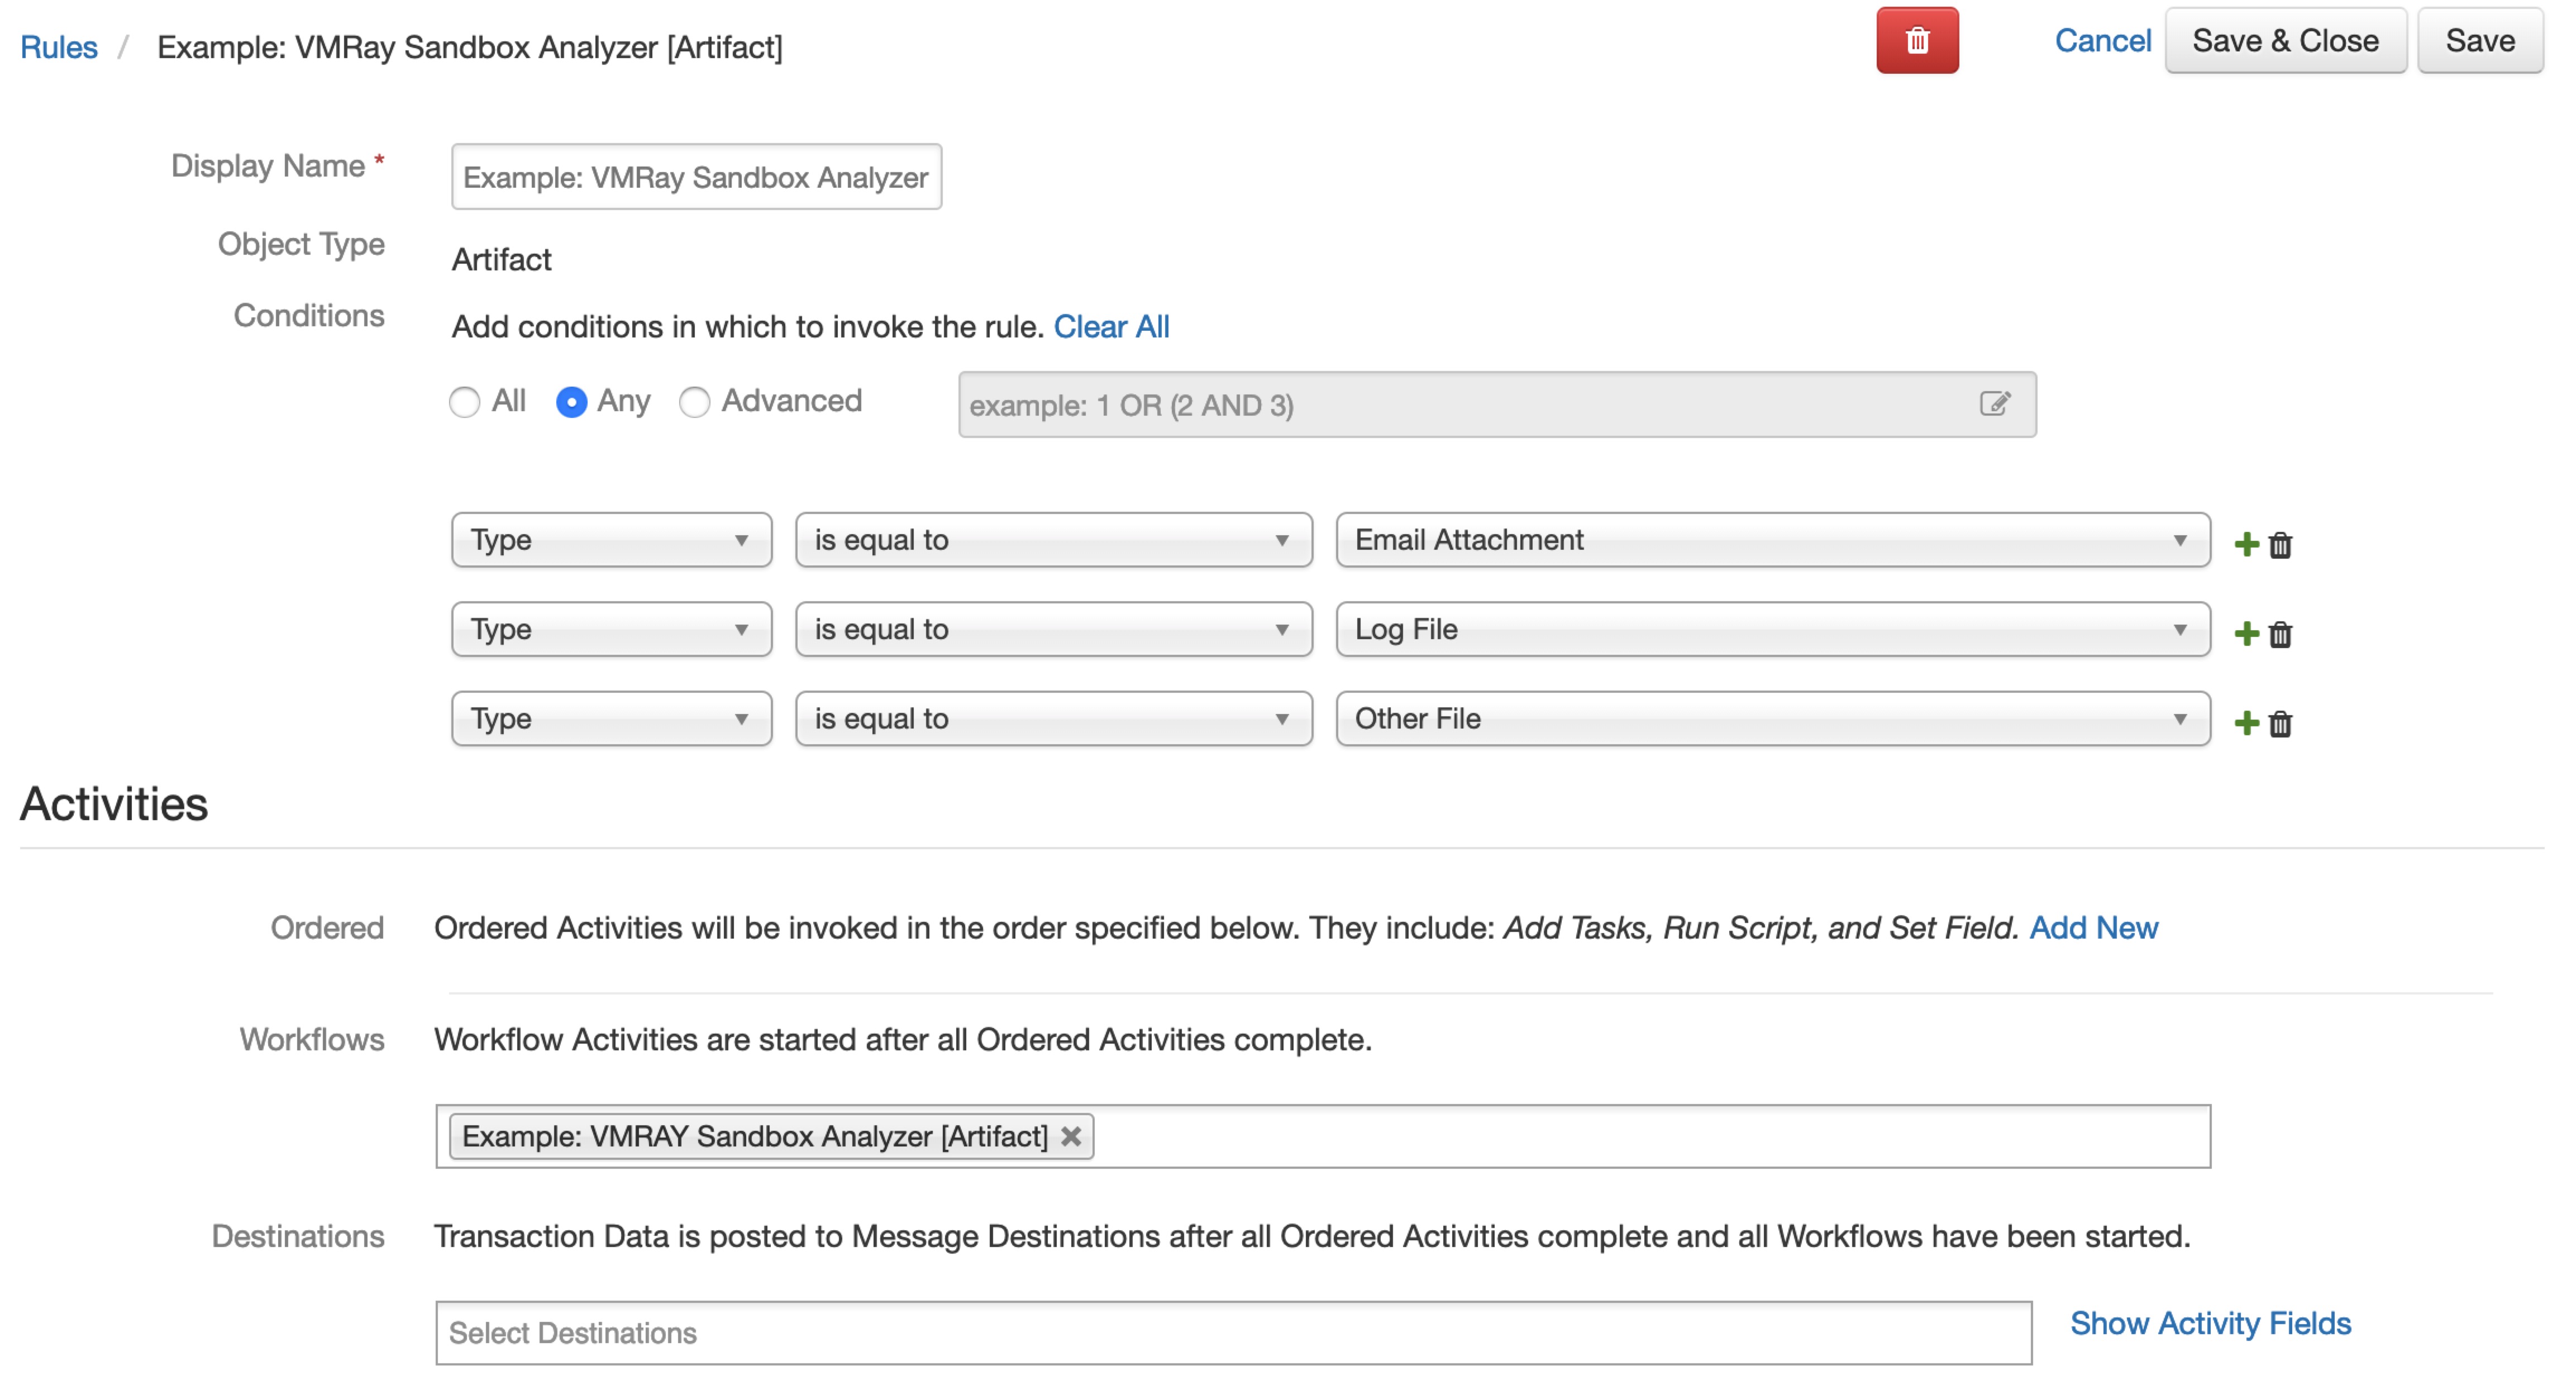 Rules / Example: VMRay Sandbox Analyzer [Artifact]
Cancel
Save & Close
Save
Display Name *
Example: VMRay Sandbox Analyzer
Object Type
Artifact
Conditions
Add conditions in which to invoke the rule. Clear All
All
Any
Advanced
example: 1 OR (2 AND 3)
Type
is equal to
Email Attachment
Type
is equal to
Log File
Type
is equal to
Other File
Activities
Ordered
Ordered Activities will be invoked in the order specified below. They include: Add Tasks, Run Script, and Set Field. Add New
Workflows
Workflow Activities are started after all Ordered Activities complete.
Example: VMRAY Sandbox Analyzer [Artifact]
Destinations
Transaction Data is posted to Message Destinations after all Ordered Activities complete and all Workflows have been started.
Select Destinations
Show Activity Fields